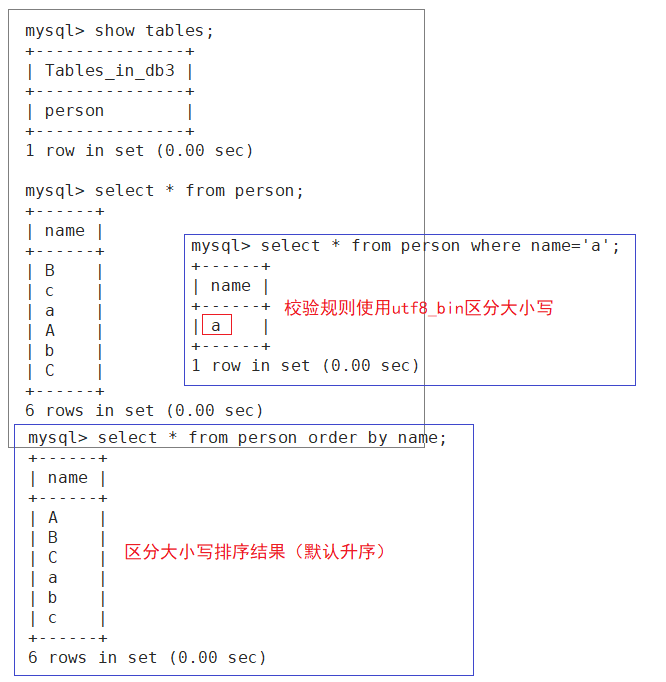 mysql> show tables;
+---------------+
| Tables_in_db3 |
+---------------+
| person        |
+---------------+
1 row in set (0.00 sec)
mysql> select * from person;
+------+
| name |
+------+
| B    |
| c    |
| a    |
| A    |
| b    |
| C    |
+------+
6 rows in set (0.00 sec)
mysql> select * from person where name='a';
+------+
| name |
+------+
| a    |
+------+
1 row in set (0.00 sec)
校验规则使用utf8_bin区分大小写
mysql> select * from person order by name;
+------+
| name |
+------+
| A    |
| B    |
| C    |
| a    |
| b    |
| c    |
+------+
6 rows in set (0.00 sec)
区分大小写排序结果（默认升序）